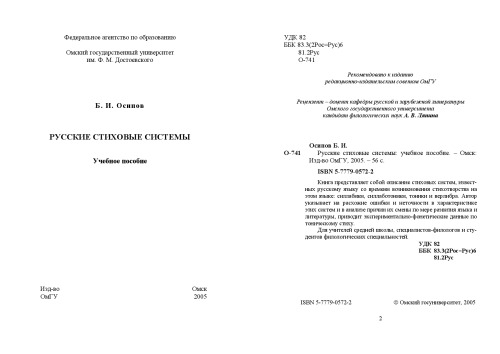 Федеральное агентство по образованию
Омский государственный университет
им. Ф. М. Достоевского
Б. И. Осипов
РУССКИЕ СТИХОВЫЕ СИСТЕМЫ
Учебное пособие
Изд-во Омск
ОмГУ 2005
УДК 82
ББК 83.3(2Рос=Рус)6
81.2Рус
О-741
Рекомендовано к изданию
редакционно-издательским советом ОмГУ
Рецензент – доцент кафедры русской и зарубежной литературы
Омского государственного университета
кандидат филологических наук А. В. Данина
Осипов Б. И.
О-741 Русские стиховые системы: учебное пособие. – Омск:
Изд-во ОмГУ, 2005. – 56 с.
ISBN 5-7779-0572-2
Книга представляет собой описание стиховых систем, извест-
ных русскому языку со времени возникновения стихотворства на
этом языке: силлабики, силлаботоники, тоники и верлибра. Автор
указывает на расхожие ошибки и неточности в характеристике
этих систем и в анализе причин их смены по мере развития языка и
литературы, приводит экспериментально-фонетические данные по
тоническому стиху.
Для учителей средней школы, специалистов-филологов и сту-
дентов филологических специальностей.
УДК 82
ББК 83.3(2Рос=Рус)6
81.2Рус
ISBN 5-7779-0572-2 © Омский госуниверситет, 2005
2